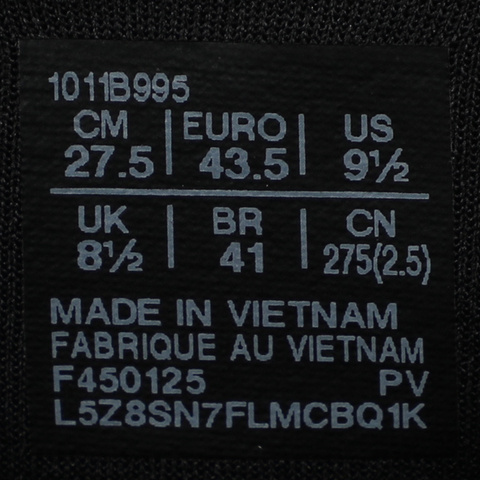 1011B995
CM | EURO | US
27.5 | 43.5 | 9½
UK | BR | CN
8½ | 41 | 275(2.5)
MADE IN VIETNAM
FABRIQUE AU VIETNAM
F450125 PV
L5Z8SN7FLMCBQ1K